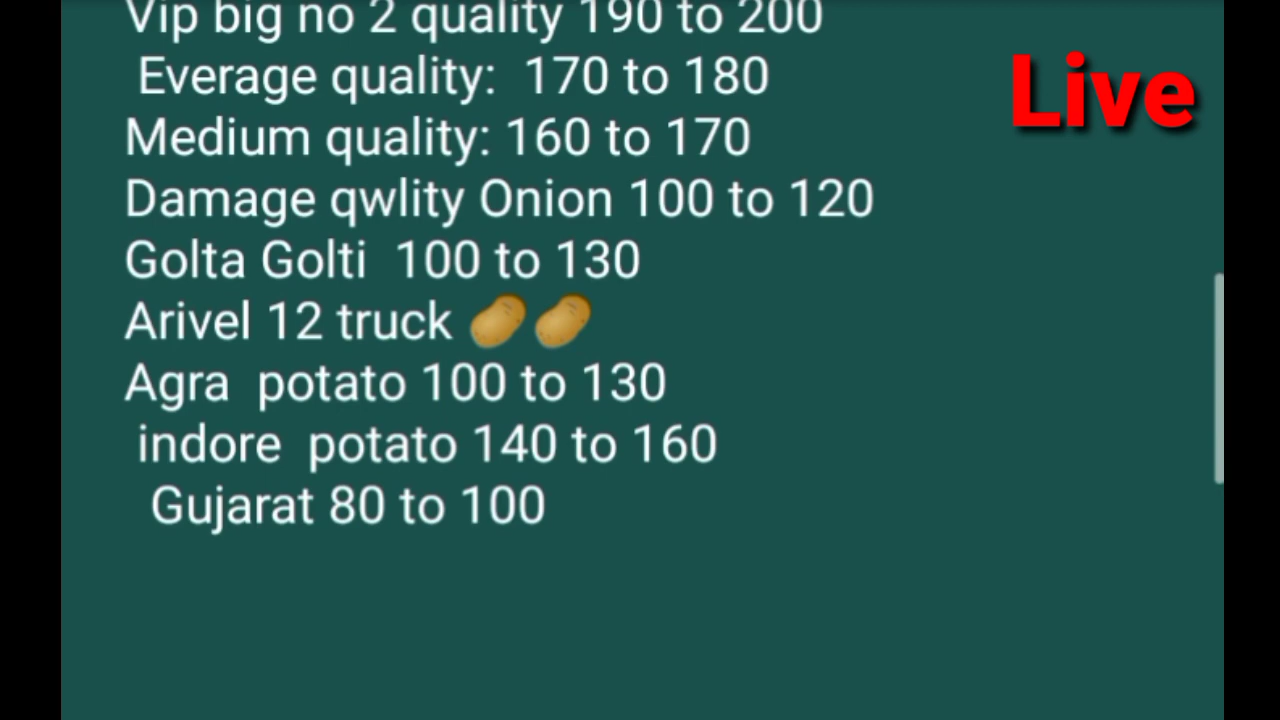 Vip big no 2 quality 190 to 200
Everage quality: 170 to 180
Live
Medium quality: 160 to 170
Damage qwlity Onion 100 to 120
Golta Golti 100 to 130
Arivel 12 truck 🥔🥔
Agra potato 100 to 130
indore potato 140 to 160
Gujarat 80 to 100